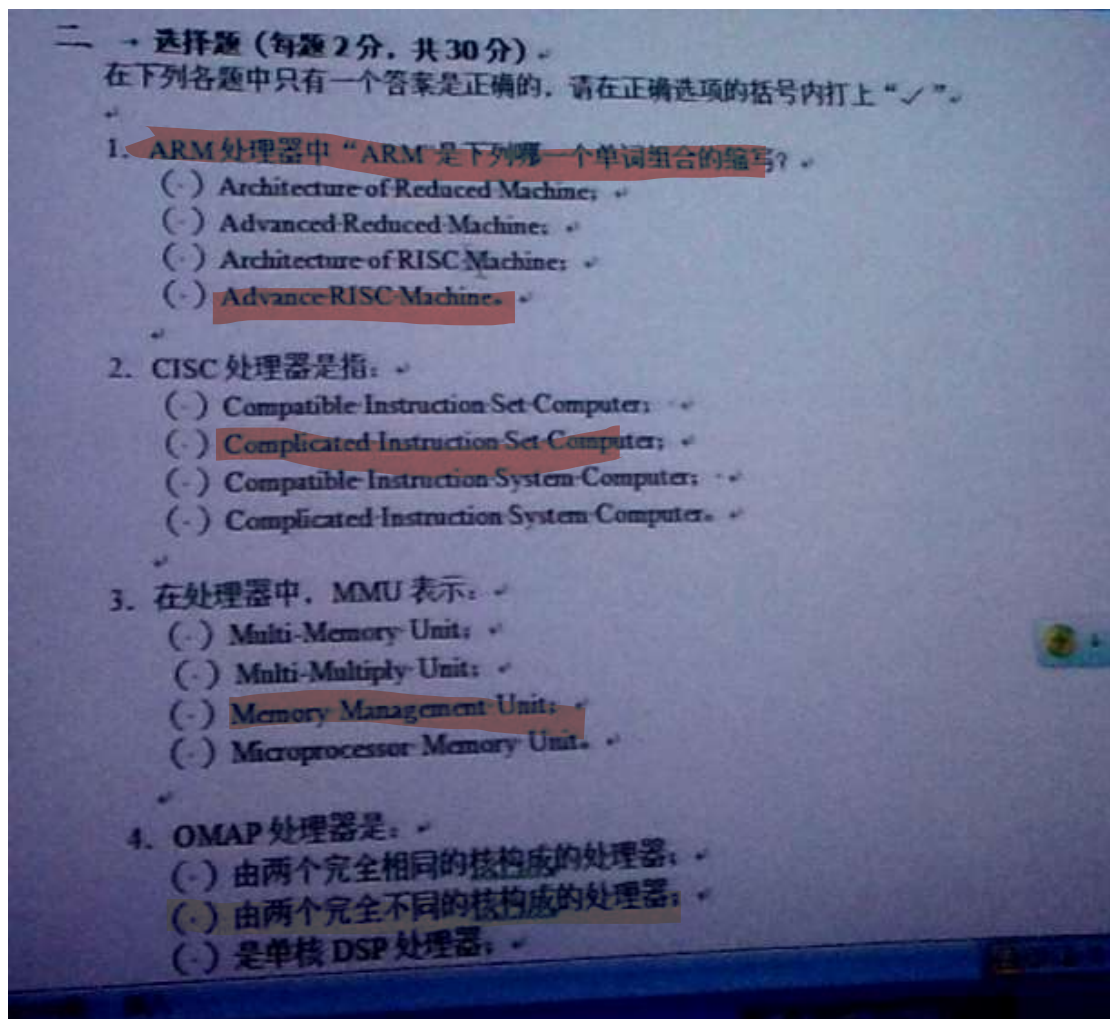 二、选择题（每题2分，共30分）
在下列各题中只有一个答案是正确的，请在正确选项的括号内打上“✓”。
1. ARM处理器中“ARM”是下列哪一个单词组合的缩写？
( ) Architecture of Reduced Machine;
( ) Advanced Reduced Machine;
( ) Architecture of RISC Machine;
( ) Advance RISC Machine。
2. CISC处理器是指：
( ) Compatible Instruction Set Computer;
( ) Complicated Instruction Set Computer;
( ) Compatible Instruction System Computer;
( ) Complicated Instruction System Computer。
3. 在处理器中，MMU表示：
( ) Multi-Memory Unit;
( ) Multi-Multiply Unit;
( ) Memory Management Unit;
( ) Microprocessor Memory Unit。
4. OMAP处理器是：
( ) 由两个完全相同的核构成的处理器；
( ) 由两个完全不同的核构成的处理器；
( ) 是单核DSP处理器；